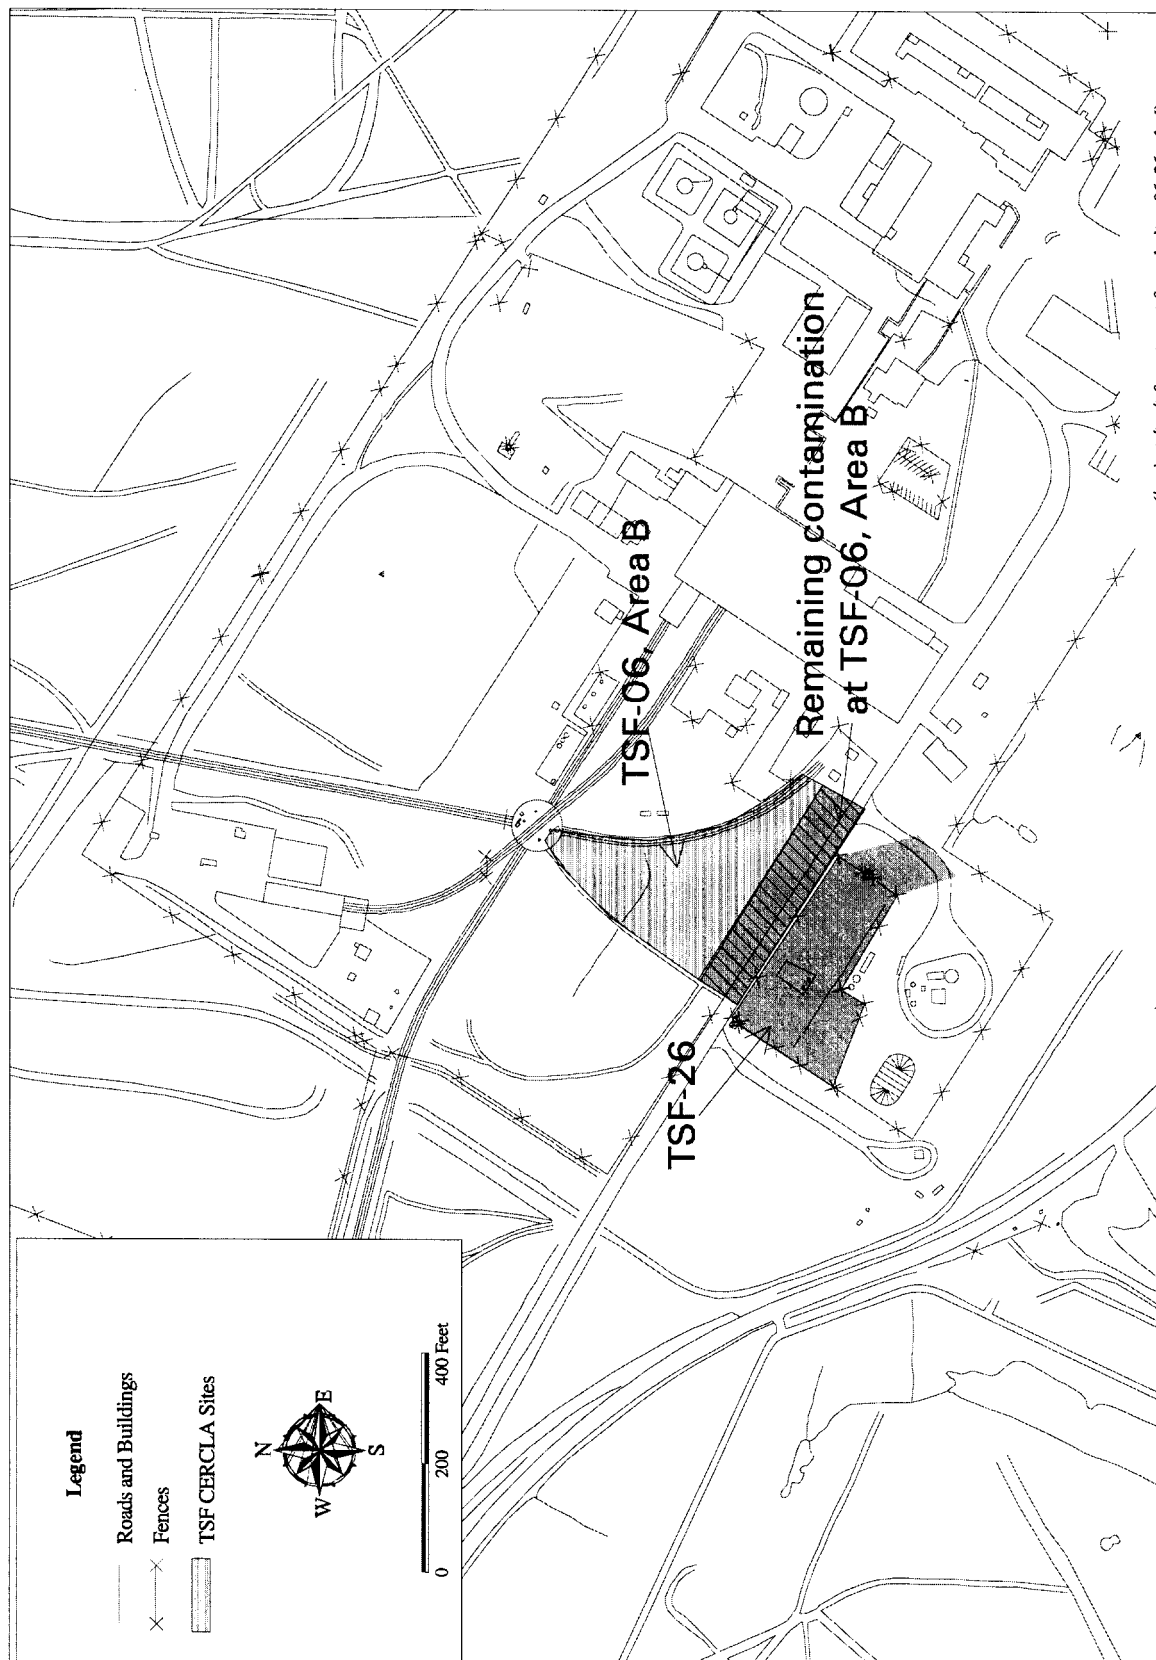 Legend
Roads and Buildings
Fences
TSF CERCLA Sites
N
W
E
S
0 200 400 Feet
TSF-26
TSF-06, Area B
Remaining contamination
at TSF-06, Area B